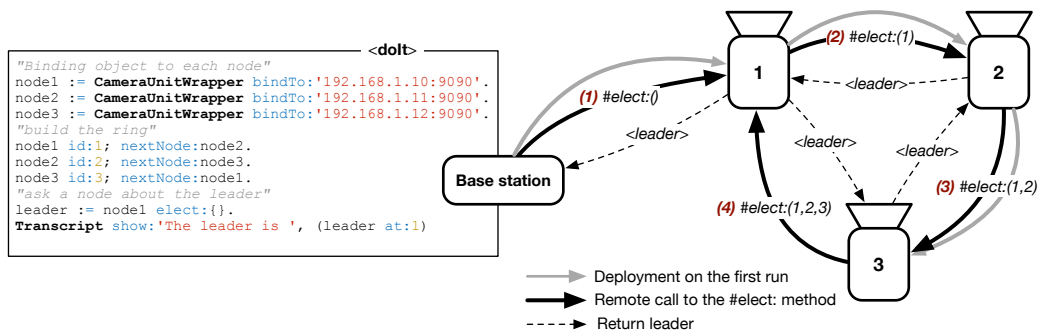 <doIt>
"Binding object to each node"
node1 := CameraUnitWrapper bindTo:'192.168.1.10:9090'.
node2 := CameraUnitWrapper bindTo:'192.168.1.11:9090'.
node3 := CameraUnitWrapper bindTo:'192.168.1.12:9090'.
"build the ring"
node1 id:1; nextNode:node2.
node2 id:2; nextNode:node3.
node3 id:3; nextNode:node1.
"ask a node about the leader"
leader := node1 elect:{}.
Transcript show:'The leader is ', (leader at:1)
Base station
(1) #elect:()
<leader>
1
(2) #elect:(1)
<leader>
2
<leader>
<leader>
(3) #elect:(1,2)
(4) #elect:(1,2,3)
3
Deployment on the first run
Remote call to the #elect: method
Return leader